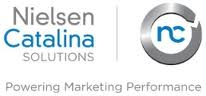 Nielsen
Catalina
SOLUTIONS
nc
Powering Marketing Performance